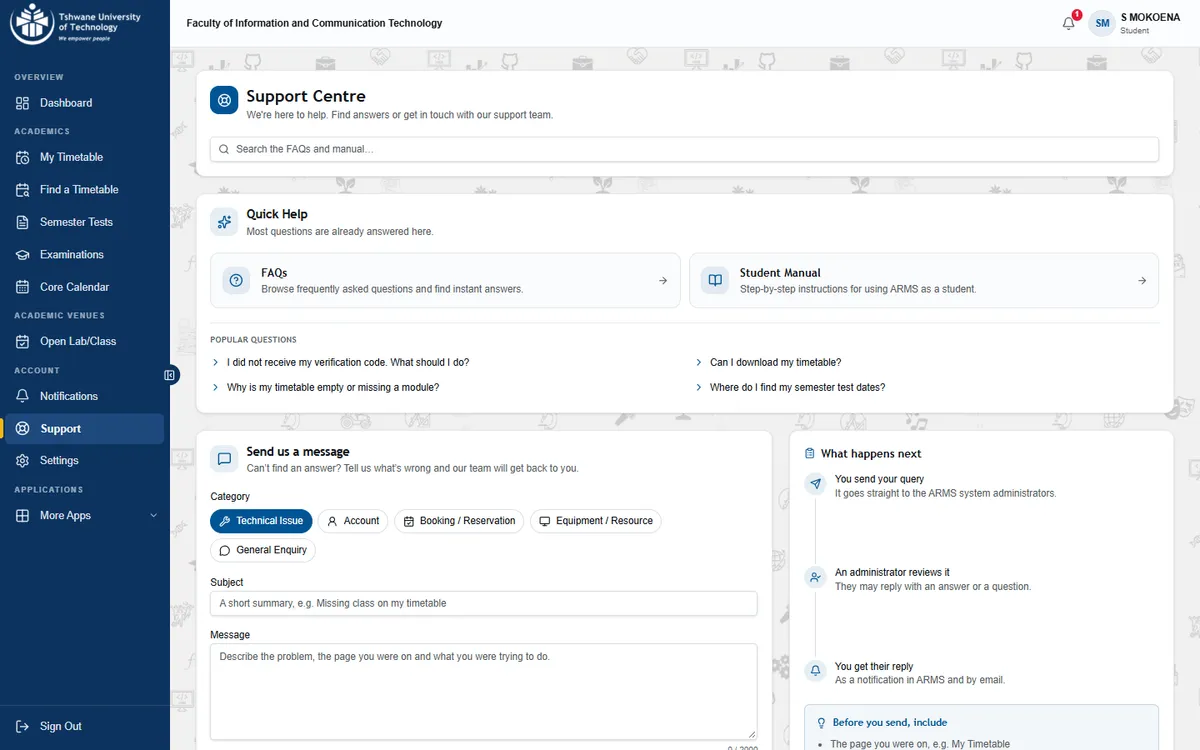 Tshwane University
of Technology
We empower people
Faculty of Information and Communication Technology
1
SM
S MOKOENA
Student
OVERVIEW
Dashboard
ACADEMICS
My Timetable
Find a Timetable
Semester Tests
Examinations
Core Calendar
ACADEMIC VENUES
Open Lab/Class
ACCOUNT
Notifications
Support
Settings
APPLICATIONS
More Apps
Sign Out
Support Centre
We're here to help. Find answers or get in touch with our support team.
Search the FAQs and manual...
Quick Help
Most questions are already answered here.
FAQs
Browse frequently asked questions and find instant answers.
Student Manual
Step-by-step instructions for using ARMS as a student.
POPULAR QUESTIONS
I did not receive my verification code. What should I do?
Can I download my timetable?
Why is my timetable empty or missing a module?
Where do I find my semester test dates?
Send us a message
Can't find an answer? Tell us what's wrong and our team will get back to you.
Category
Technical Issue
Account
Booking / Reservation
Equipment / Resource
General Enquiry
Subject
A short summary, e.g. Missing class on my timetable
Message
Describe the problem, the page you were on and what you were trying to do.
0 / 2000
What happens next
You send your query
It goes straight to the ARMS system administrators.
An administrator reviews it
They may reply with an answer or a question.
You get their reply
As a notification in ARMS and by email.
Before you send, include
• The page you were on, e.g. My Timetable